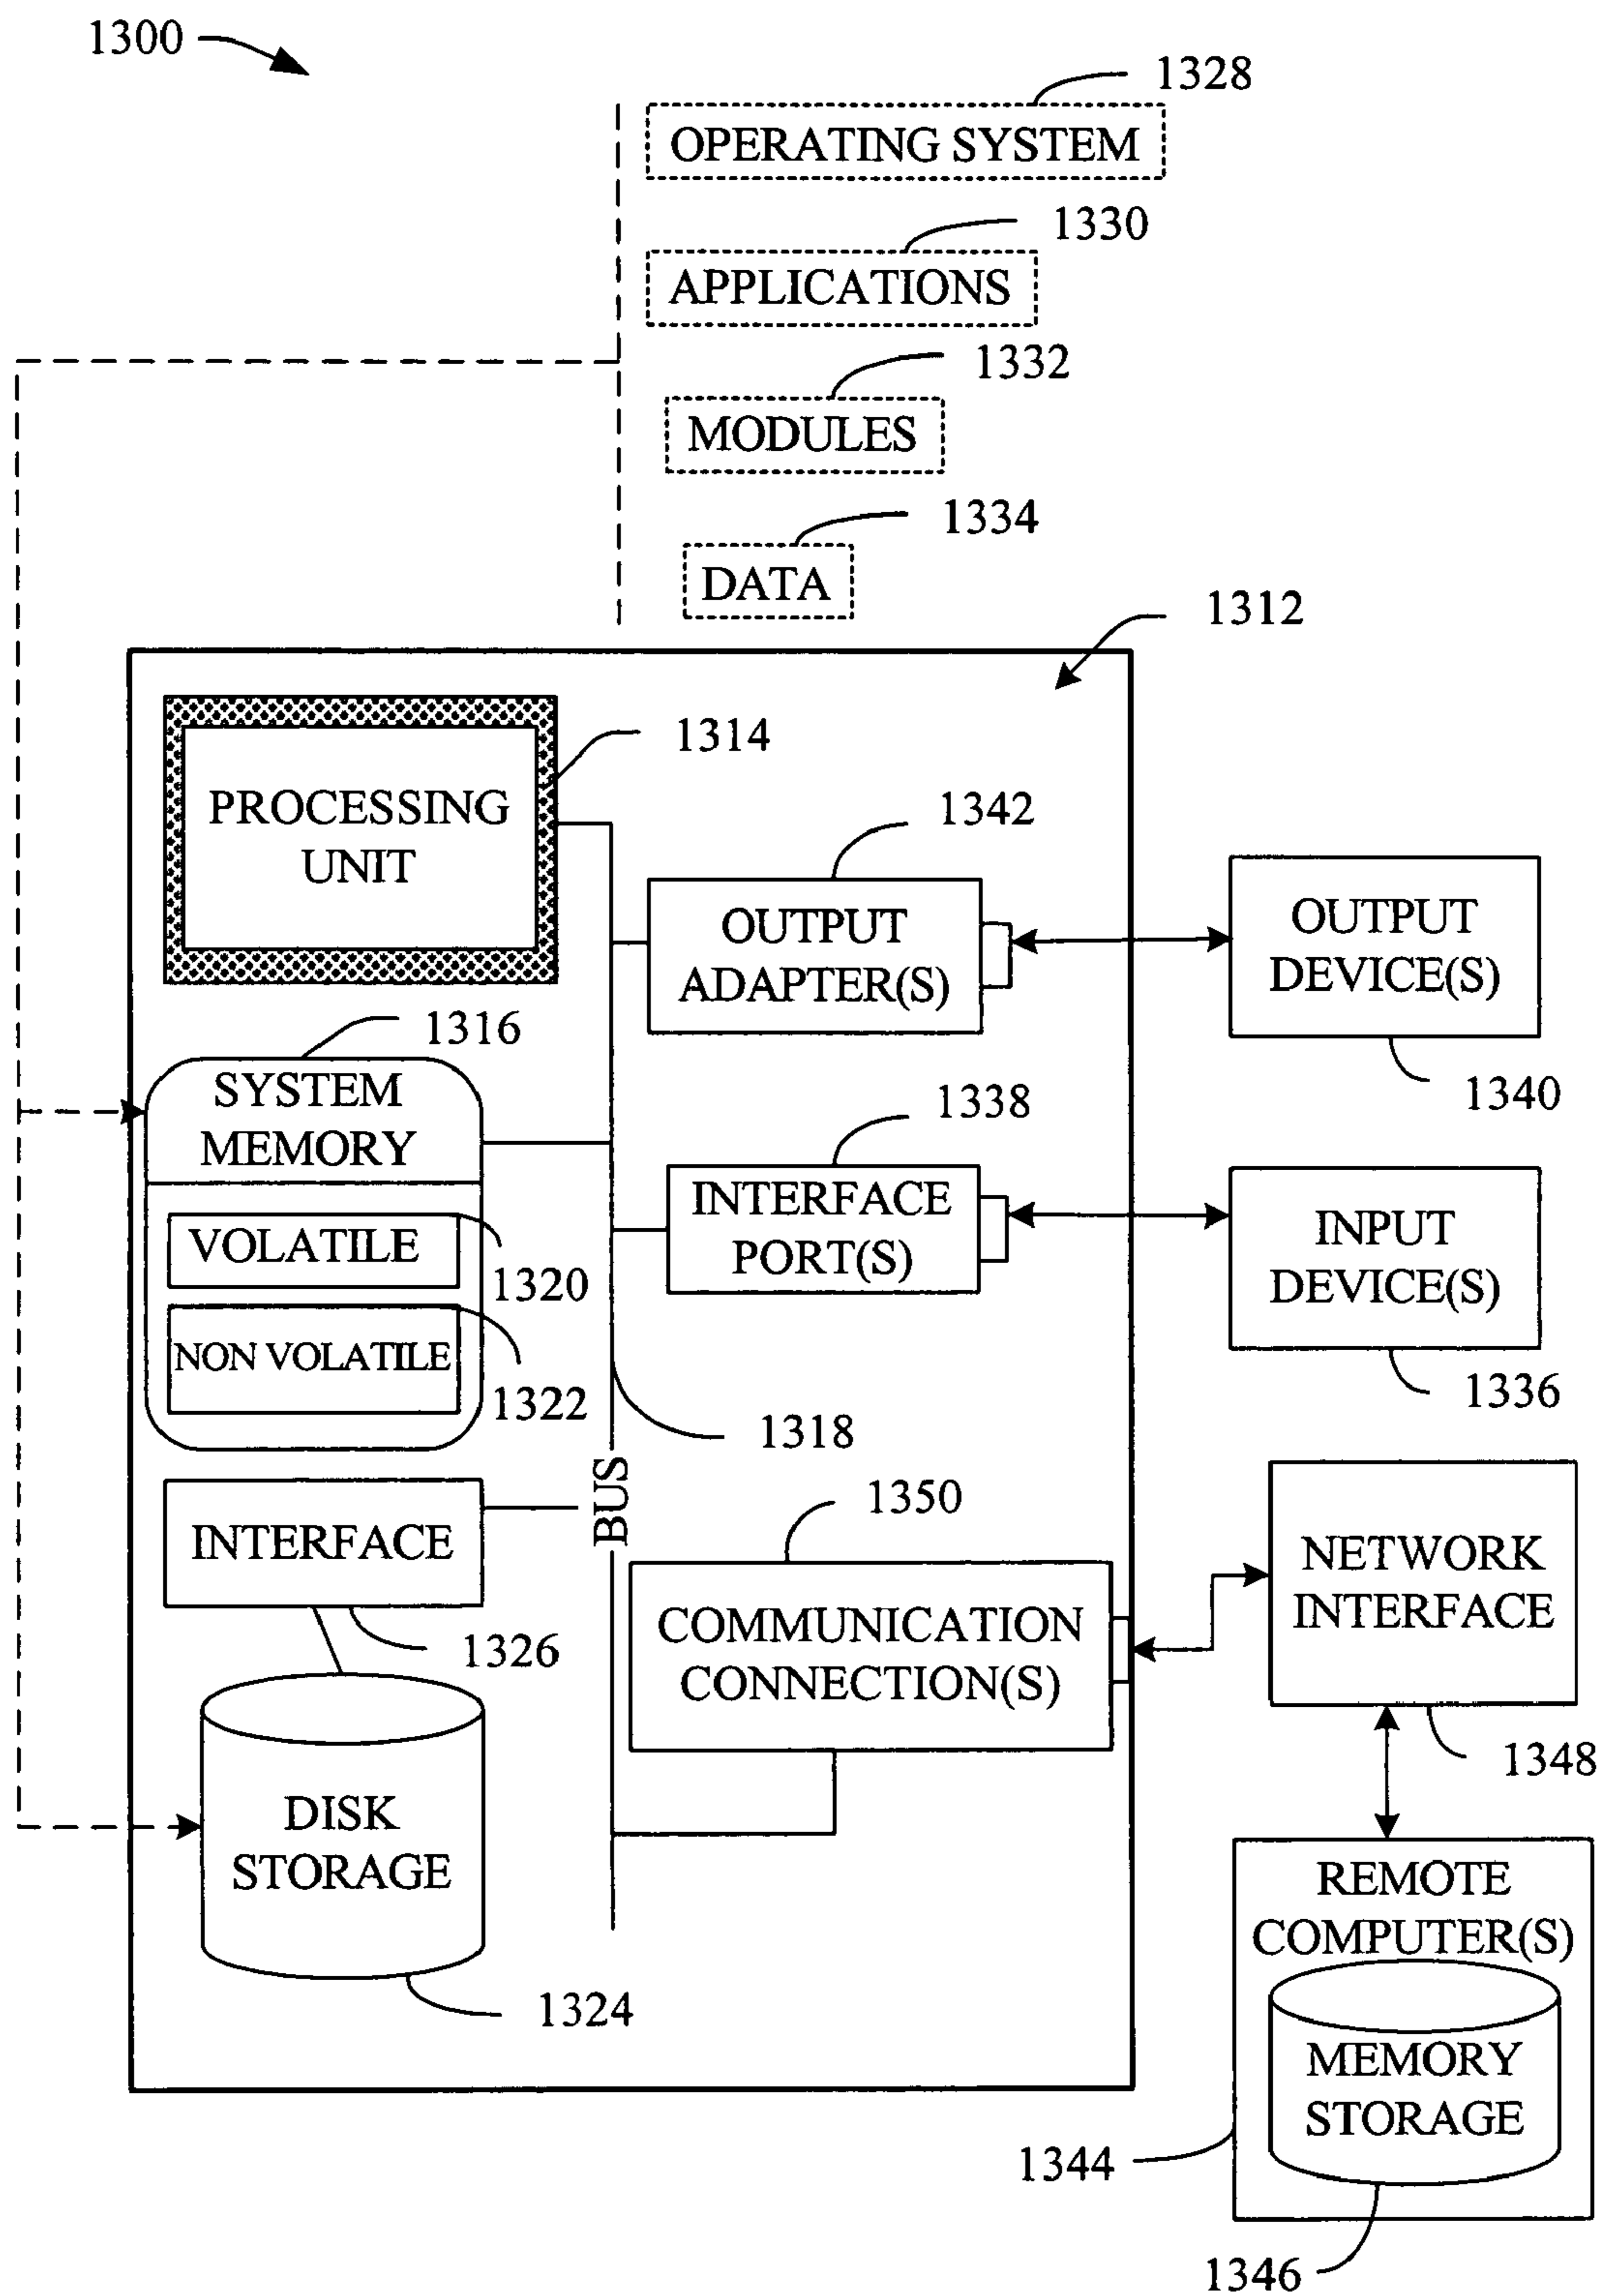 1300
1328
OPERATING SYSTEM
1330
APPLICATIONS
1332
MODULES
1334
DATA
1312
1314
PROCESSING
UNIT
1342
OUTPUT
ADAPTER(S)
OUTPUT
DEVICE(S)
1340
1316
SYSTEM
MEMORY
VOLATILE
1320
NON VOLATILE
1322
1338
INTERFACE
PORT(S)
INPUT
DEVICE(S)
1336
1318
BUS
INTERFACE
1326
1350
COMMUNICATION
CONNECTION(S)
NETWORK
INTERFACE
1348
DISK
STORAGE
1324
REMOTE
COMPUTER(S)
MEMORY
STORAGE
1344
1346